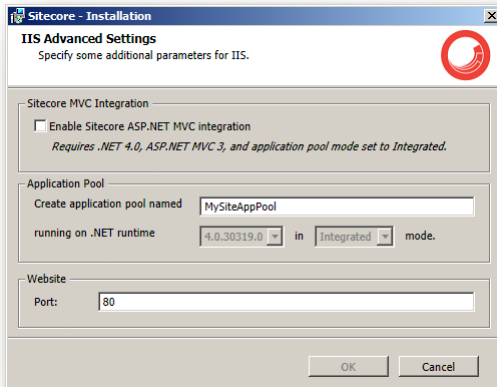 Sitecore - Installation
IIS Advanced Settings
Specify some additional parameters for IIS.
Sitecore MVC Integration
Enable Sitecore ASP.NET MVC integration
Requires .NET 4.0, ASP.NET MVC 3, and application pool mode set to Integrated.
Application Pool
Create application pool named MySiteAppPool
running on .NET runtime 4.0.30319.0 in Integrated mode.
Website
Port: 80
OK Cancel